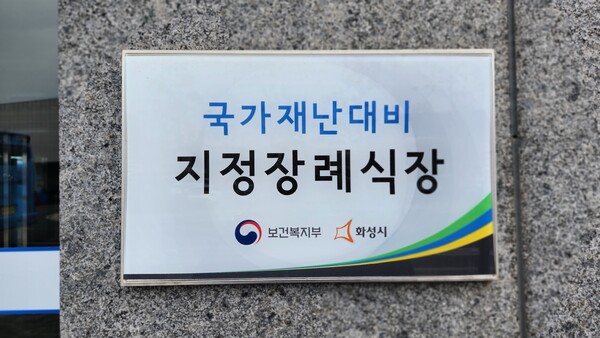 국가재난대비
지정장례식장
보건복지부 화성시